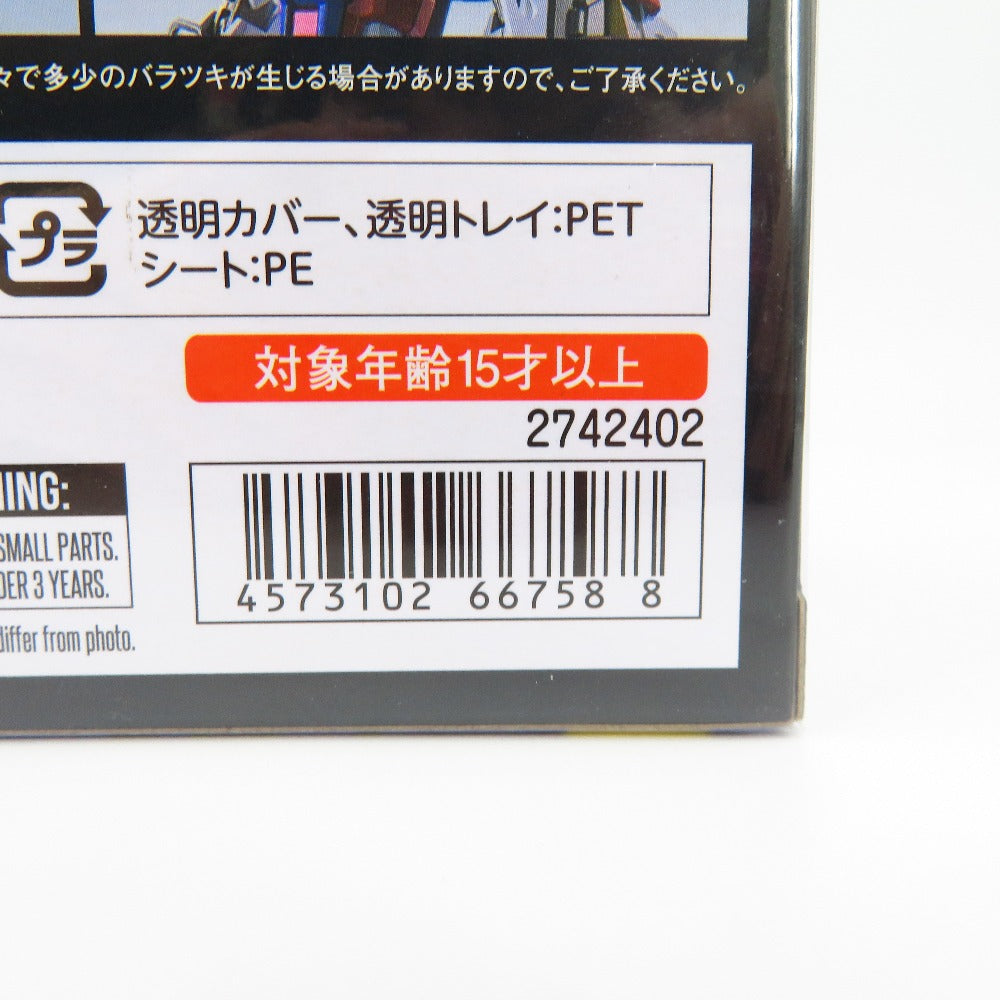 々で多少のバラツキが生じる場合がありますので、ご了承ください。
プラ
透明カバー、透明トレイ:PET
シート:PE
対象年齢15才以上
2742402
NING:
SMALL PARTS.
DER 3 YEARS.
differ from photo.
4573102 66758 8